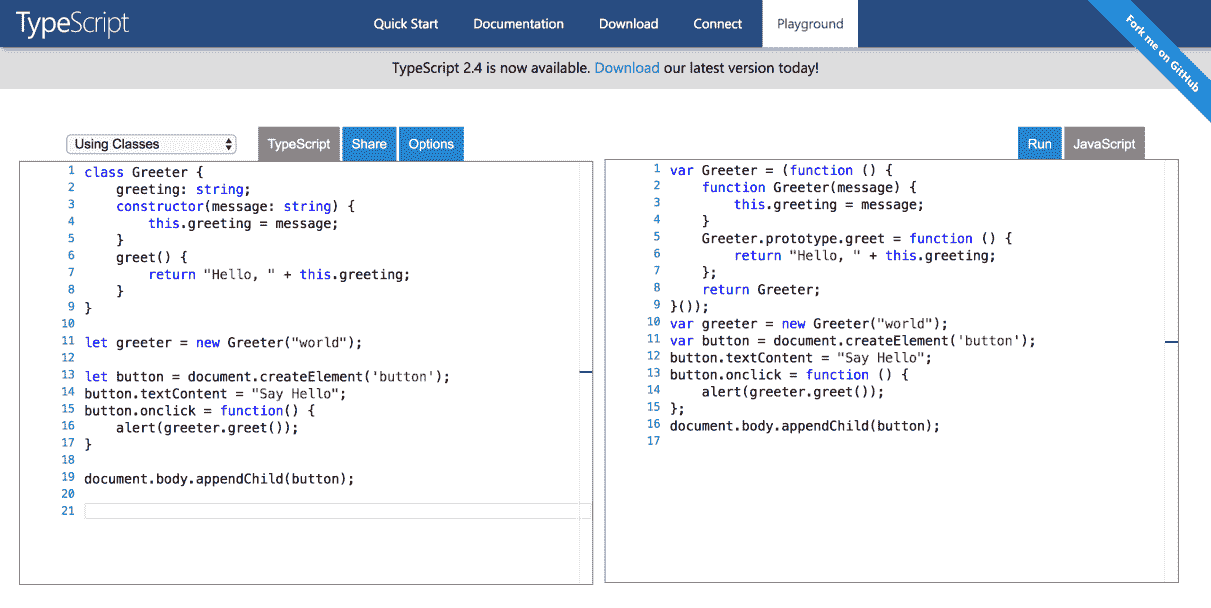 TypeScript
Quick Start
Documentation
Download
Connect
Playground
Fork me on GitHub
TypeScript 2.4 is now available. Download our latest version today!
Using Classes
TypeScript
Share
Options
1 class Greeter {
2     greeting: string;
3     constructor(message: string) {
4         this.greeting = message;
5     }
6     greet() {
7         return "Hello, " + this.greeting;
8     }
9 }
10
11 let greeter = new Greeter("world");
12
13 let button = document.createElement('button');
14 button.textContent = "Say Hello";
15 button.onclick = function() {
16     alert(greeter.greet());
17 }
18
19 document.body.appendChild(button);
20
21
Run
JavaScript
1 var Greeter = (function () {
2     function Greeter(message) {
3         this.greeting = message;
4     }
5     Greeter.prototype.greet = function () {
6         return "Hello, " + this.greeting;
7     };
8     return Greeter;
9 }());
10 var greeter = new Greeter("world");
11 var button = document.createElement('button');
12 button.textContent = "Say Hello";
13 button.onclick = function () {
14     alert(greeter.greet());
15 };
16 document.body.appendChild(button);
17